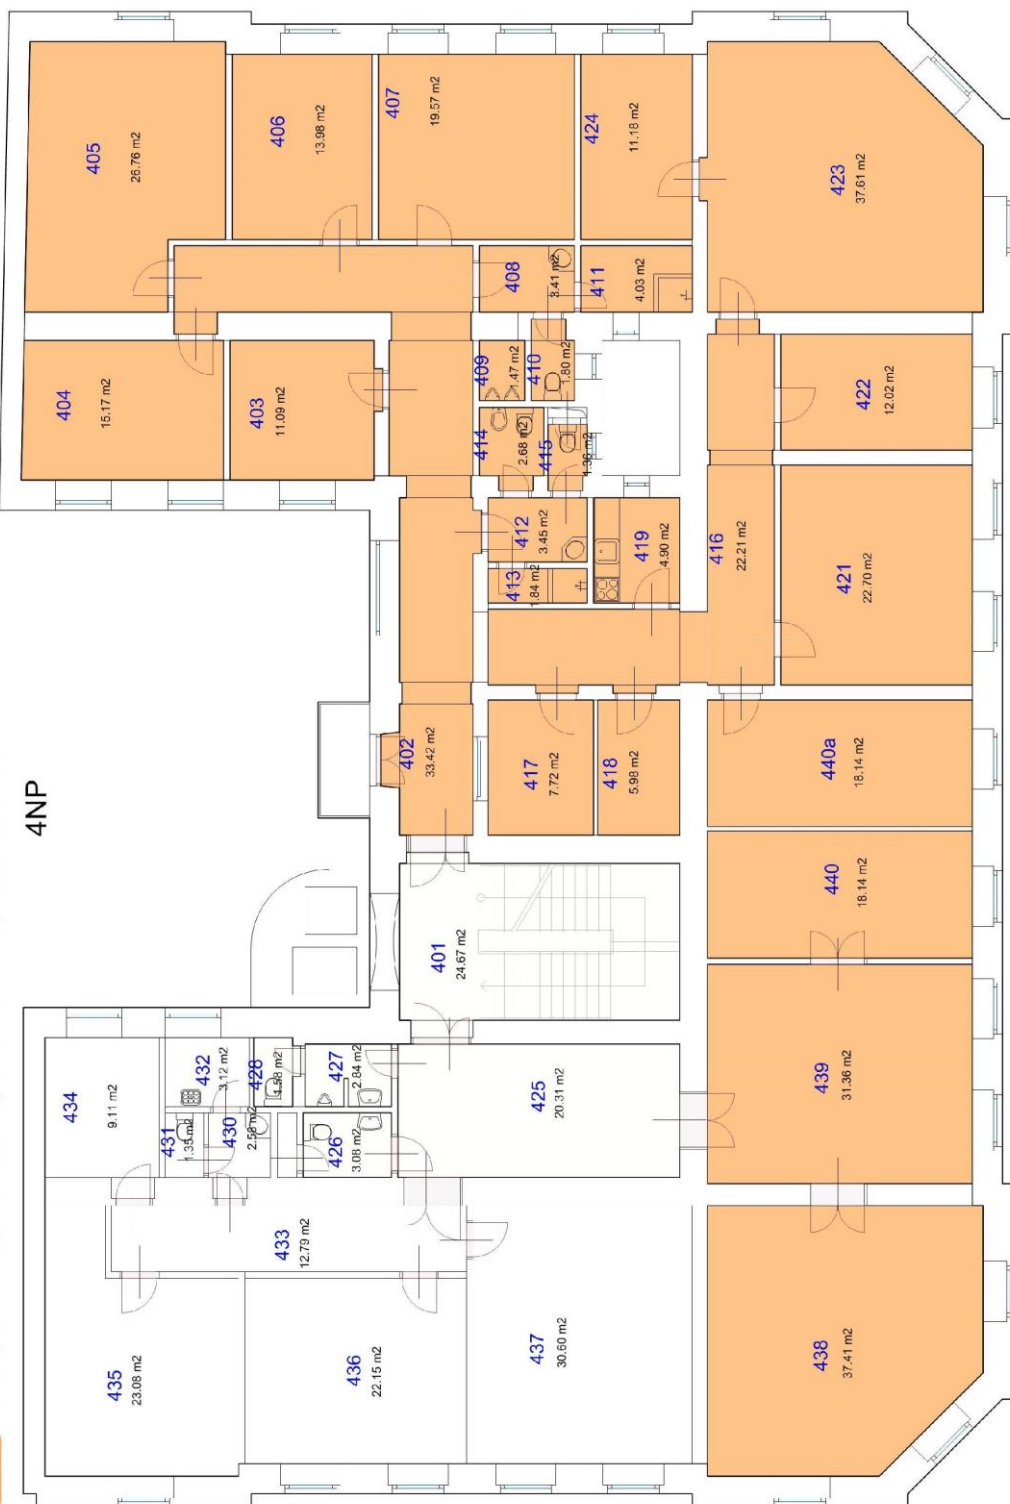 405
26.76 m2
406
13.98 m2
407
19.57 m2
424
11.18 m2
423
37.61 m2
408
3.41 m2
411
4.03 m2
404
15.17 m2
403
11.09 m2
409
1.47 m2
410
1.80 m2
422
12.02 m2
414
2.68 m2
415
1.36 m2
412
3.45 m2
413
1.84 m2
419
4.90 m2
416
22.21 m2
421
22.70 m2
402
33.42 m2
417
7.72 m2
418
5.98 m2
440a
18.14 m2
4NP
440
18.14 m2
401
24.67 m2
439
31.36 m2
434
9.11 m2
432
3.12 m2
428
1.58 m2
427
2.84 m2
425
20.31 m2
431
1.35 m2
430
2.58 m2
426
3.08 m2
433
12.79 m2
435
23.08 m2
436
22.15 m2
437
30.60 m2
438
37.41 m2